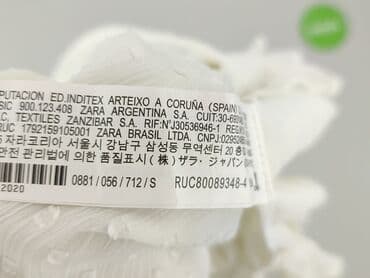 PUTACION ED.INDITEX ARTEIXO A CORUÑA (SPAIN)
SIC 900.123.408 ZARA ARGENTINA S.A. CUIT:30-
C, TEXTILES ZANZIBAR S.A. RIF:NºJ30536946-1
RUC 1792159105001 ZARA BRASIL LTDA. CNPJ:
자라코리아 서울시 강남구 삼성동 무역센터 20
안전 관리법에 의한 품질표시 (株) ザラ・ジャパン
2020
0881 / 056 / 712 / S
RUC80089348-4